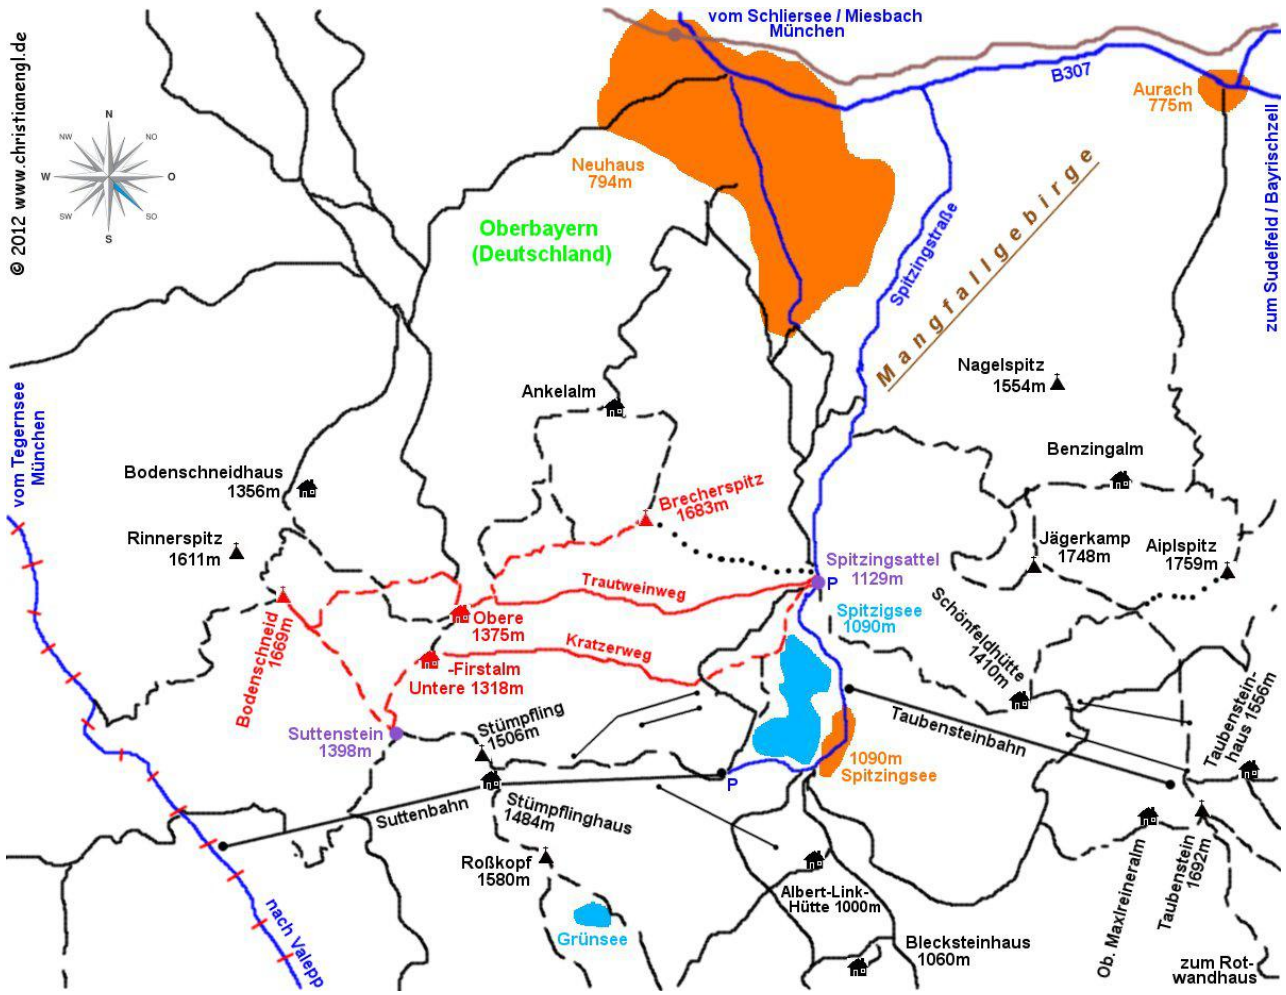 © 2012 www.christianengl.de
N
NW
NO
W
O
SW
SO
S
vom Schliersee / Miesbach
München
B307
Aurach
775m
Neuhaus
794m
Oberbayern
(Deutschland)
Spitzingstraße
Mangfallgebirge
zum Sudelfeld / Bayrischzell
vom Tegernsee
München
Ankelalm
Nagelspitz
1554m
Bodenschneidhaus
1356m
Benzingalm
Rinnerspitz
1611m
Brecherspitz
1683m
Spitzingsattel
1129m
P
Jägerkamp
1748m
Aiplspitz
1759m
Trautweinweg
Spitzigsee
1090m
Schönfeldhütte
1410m
Bodenschneid
1669m
Obere
1375m
-Firstalm
Untere 1318m
Kratzerweg
Suttenstein
1398m
Stümpfling
1506m
Taubensteinbahn
Taubenstein-
haus 1556m
1090m
Spitzingsee
P
Suttenbahn
Stümpflinghaus
1484m
Roßkopf
1580m
Albert-Link-
Hütte 1000m
Ob. Maxlreineralm
Taubenstein
1692m
Grünsee
Blecksteinhaus
1060m
nach Valepp
zum Rot-
wandhaus